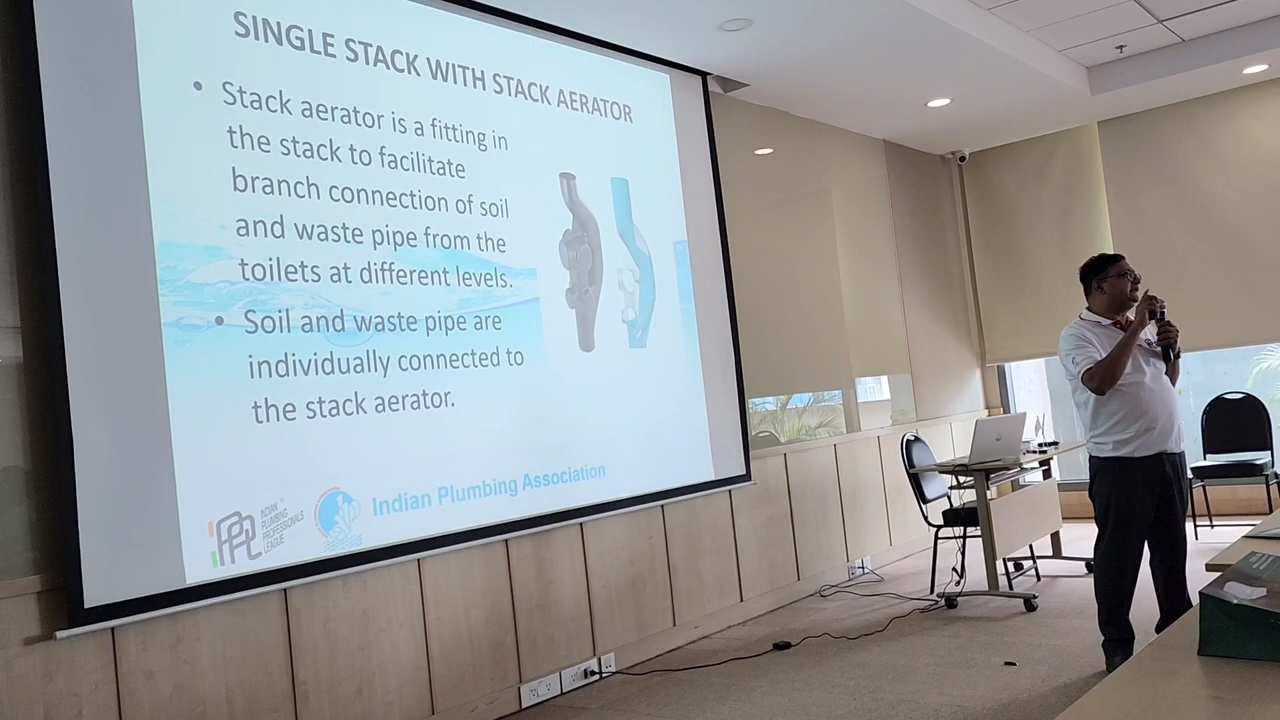 SINGLE STACK WITH STACK AERATOR
• Stack aerator is a fitting in
the stack to facilitate
branch connection of soil
and waste pipe from the
toilets at different levels.
• Soil and waste pipe are
individually connected to
the stack aerator.
IPPL
INDIAN
PLUMBING
PROFESSIONALS
LEAGUE
Indian Plumbing Association